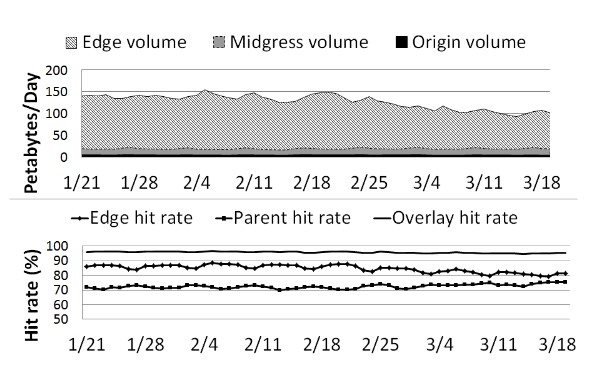 Edge volume Midgress volume Origin volume
Petabytes/Day
200
150
100
50
0
1/21 1/28 2/4 2/11 2/18 2/25 3/4 3/11 3/18
Edge hit rate Parent hit rate Overlay hit rate
Hit rate (%)
100
90
80
70
60
50
1/21 1/28 2/4 2/11 2/18 2/25 3/4 3/11 3/18